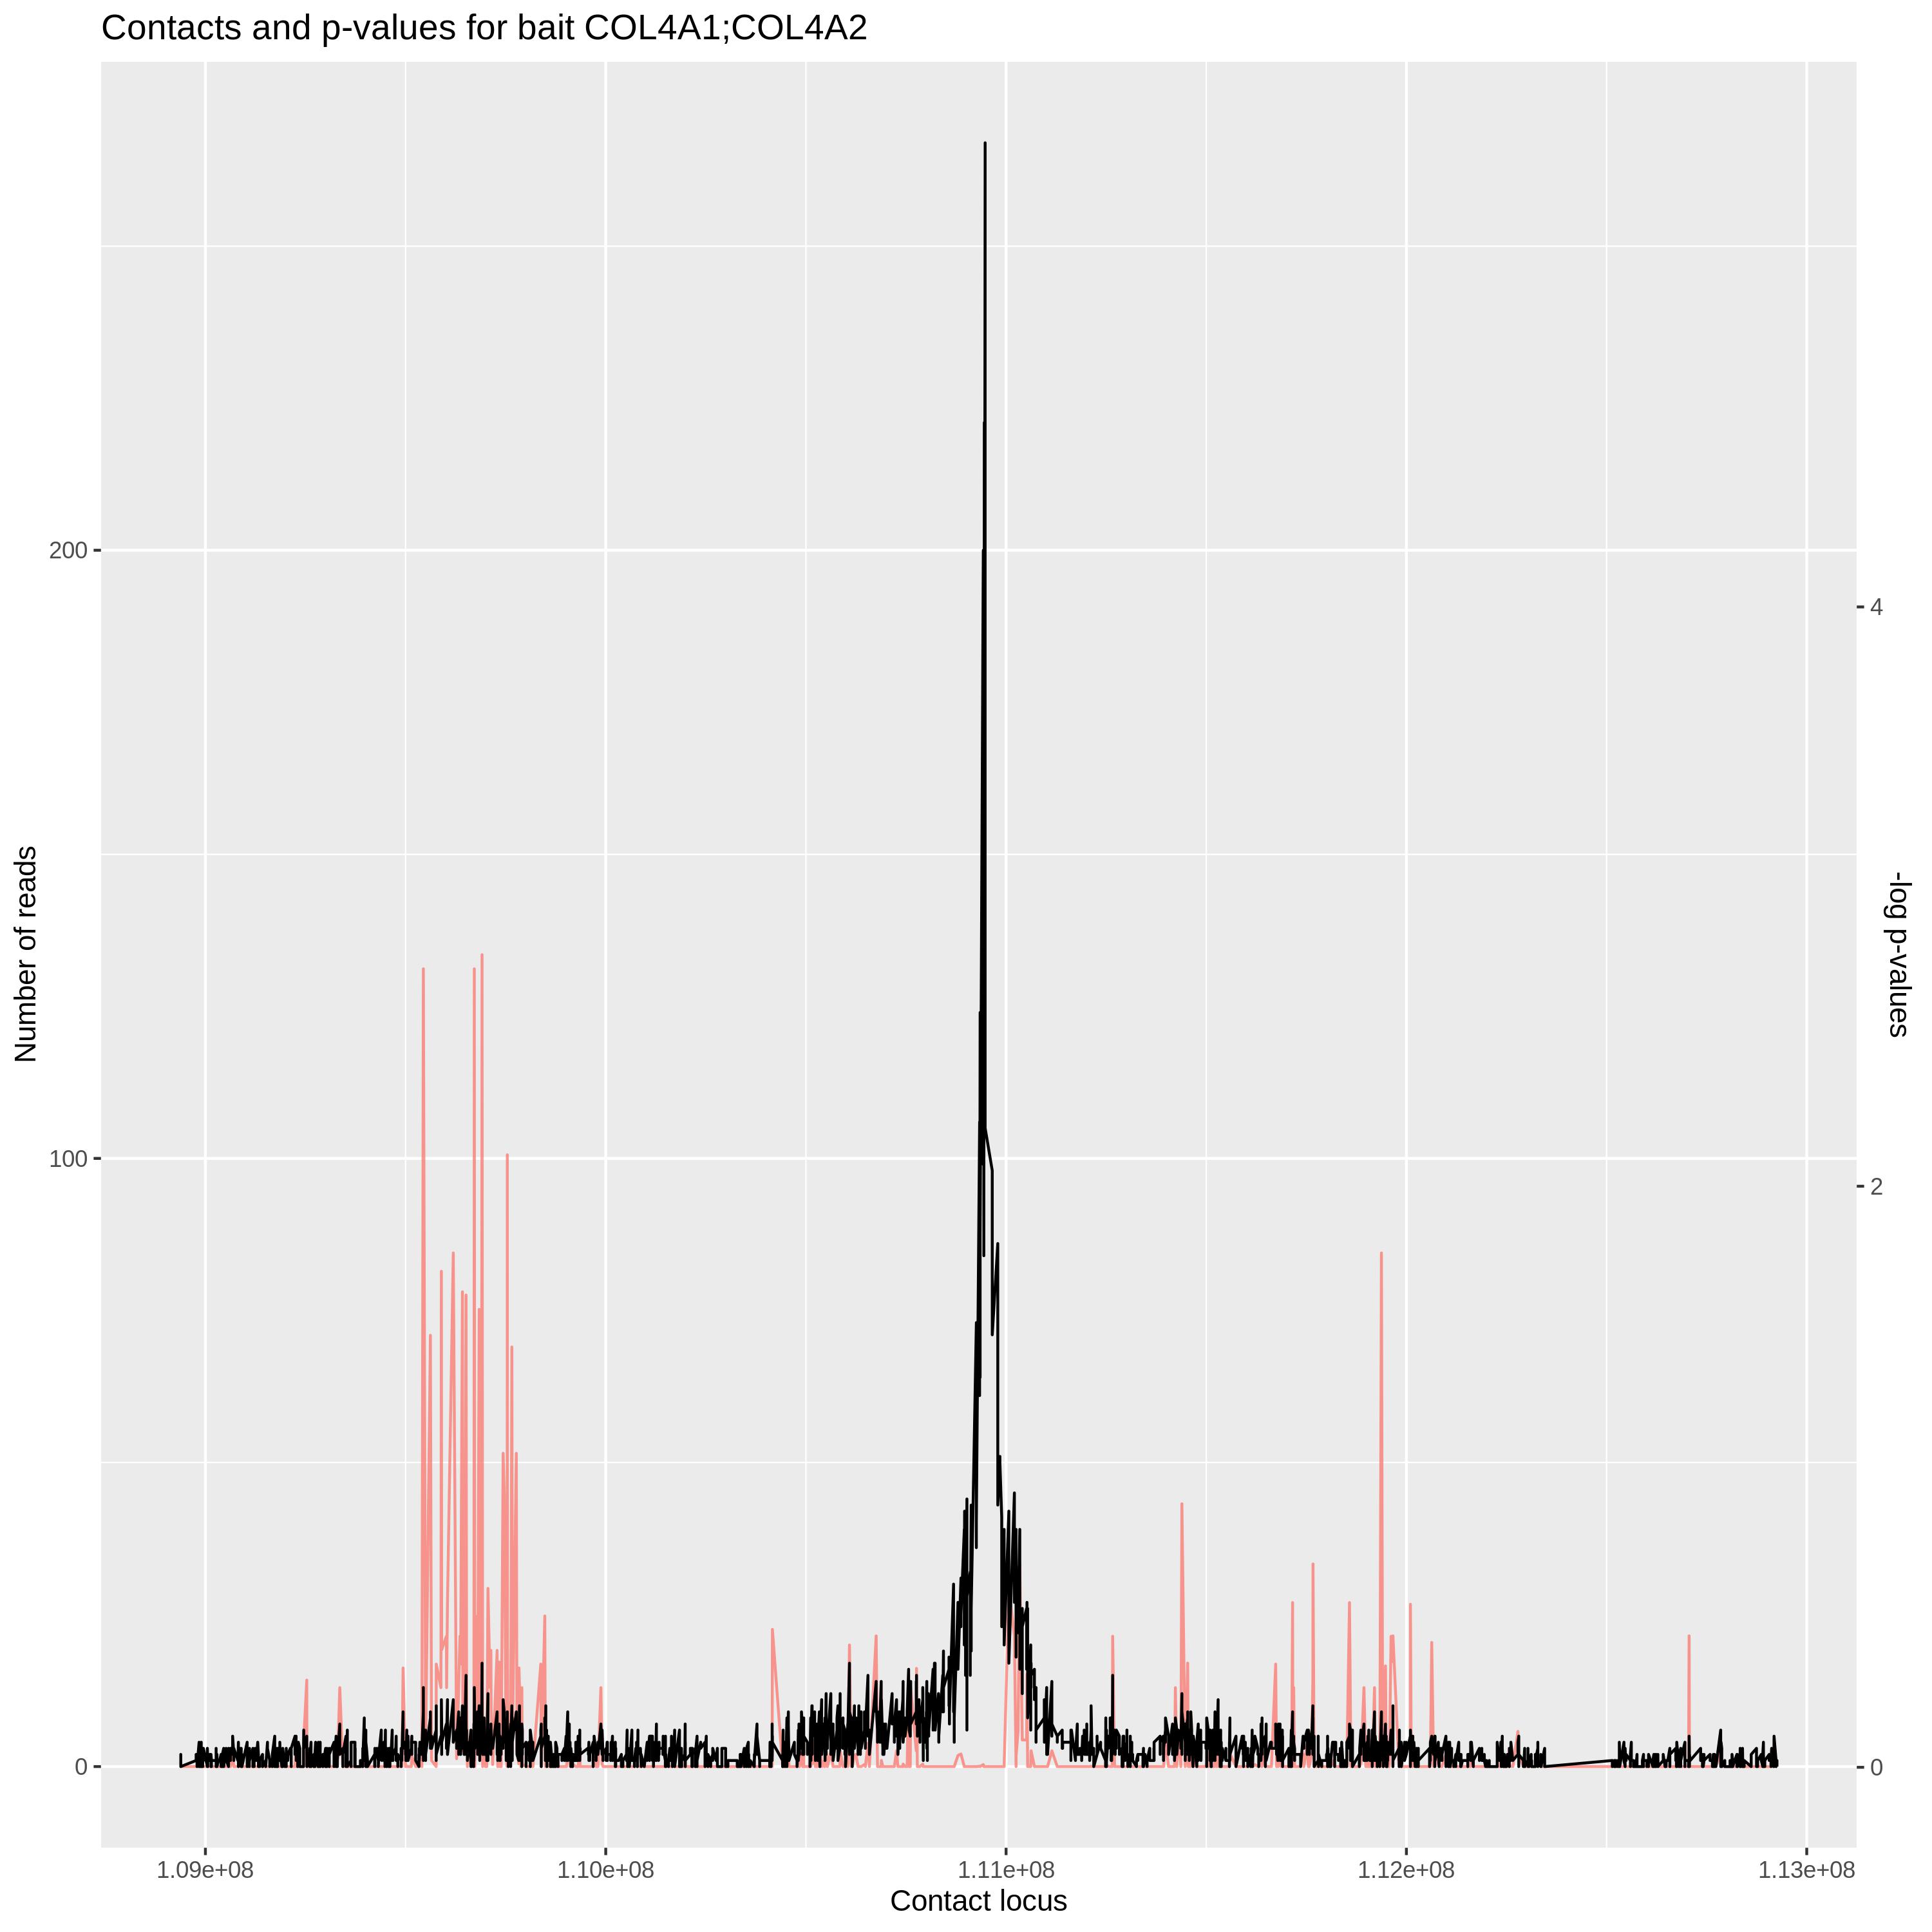 Contacts and p-values for bait COL4A1;COL4A2
Number of reads
200
100
0
4
2
0
-log p-values
1.09e+08 1.10e+08 1.11e+08 1.12e+08 1.13e+08
Contact locus